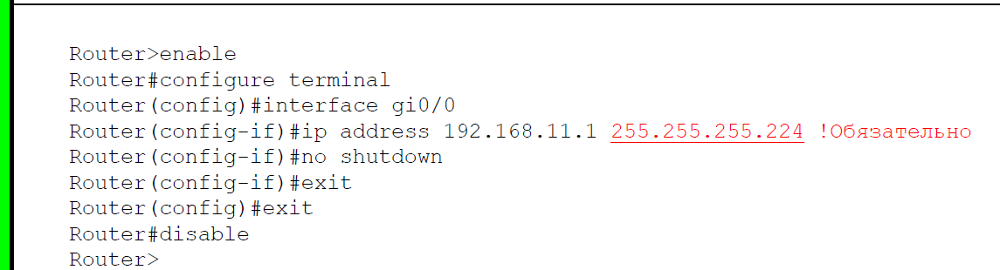 Router>enable
Router#configure terminal
Router(config)#interface gi0/0
Router(config-if)#ip address 192.168.11.1 255.255.255.224 !Обязательно
Router(config-if)#no shutdown
Router(config-if)#exit
Router(config)#exit
Router#disable
Router>